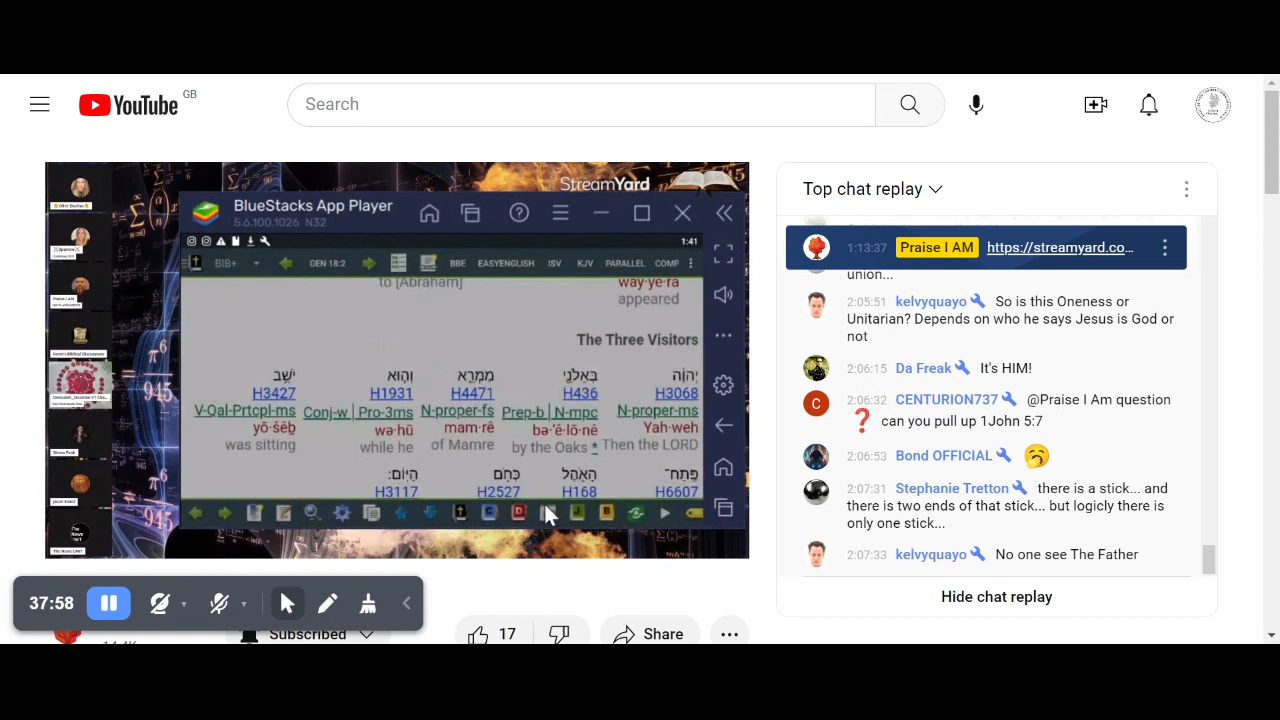 YouTube GB
Search
StreamYard
BlueStacks App Player
5.6.100.1026 N32
1:41
BIB+ GEN 18:2 BBE EASYENGLISH ISV KJV PARALLEL COMF
to [Abraham] way·ye·ra
appeared
The Three Visitors
יְהוָ֔ה בְּאֵלֹנֵ֖י מַמְרֵ֑א וְה֛וּא יֹשֵׁ֥ב
H3068 H436 H4471 H1931 H3427
N-proper-ms Prep-b | N-mpc N-proper-fs Conj-w | Pro-3ms V-Qal-Prtcpl-ms
Yah·weh bə·’ê·lō·nê mam·rê wə·hū yō·šêḇ
Then the LORD by the Oaks * of Mamre while he was sitting
פֶּֽתַח־ הָאֹ֖הֶל כְּחֹ֥ם הַיּֽוֹם׃
H6607 H168 H2527 H3117
Top chat replay
1:13:37 Praise I AM https://streamyard.co...
union...
2:05:51 kelvyquayo So is this Oneness or
Unitarian? Depends on who he says Jesus is God or
not
2:06:15 Da Freak It's HIM!
2:06:32 CENTURION737 @Praise I Am question
❓ can you pull up 1John 5:7
2:06:53 Bond OFFICIAL 🥱
2:07:31 Stephanie Tretton there is a stick... and
there is two ends of that stick... but logicly there is
only one stick...
2:07:33 kelvyquayo No one see The Father
Hide chat replay
37:58
Subscribed 17 Share